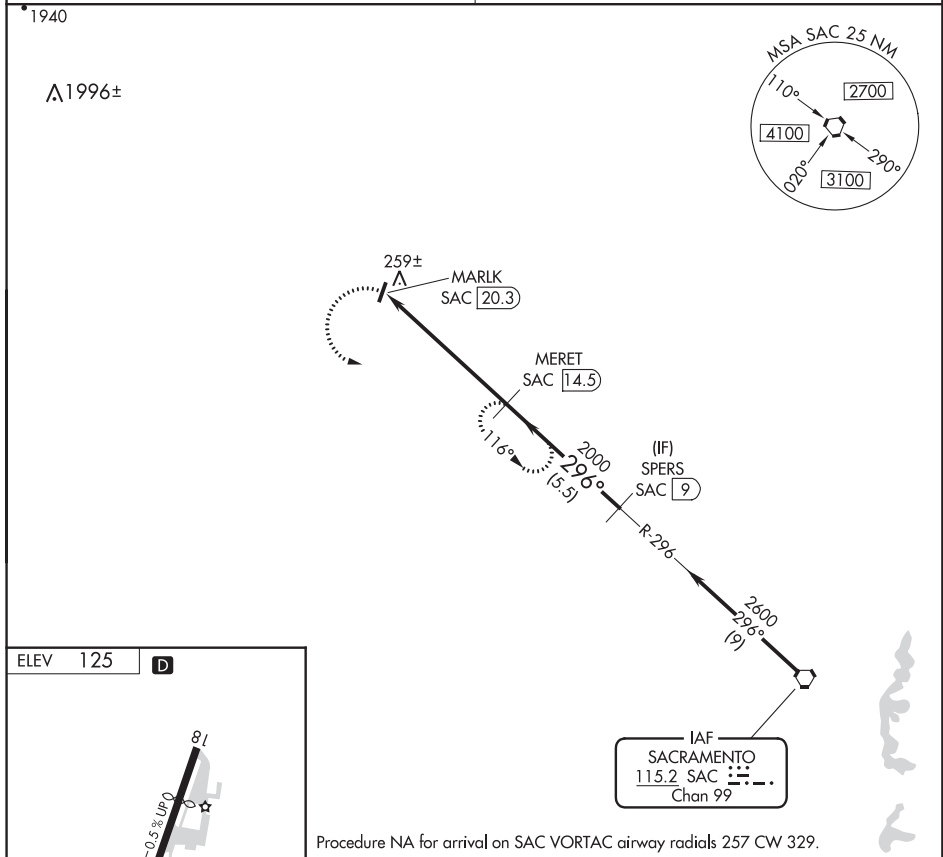 1940
1996±
MSA SAC 25 NM
110°
2700
4100
290°
020°
3100
259±
MARLK
SAC 20.3
MERET
SAC 14.5
116°
2000
296°
(5.5)
(IF)
SPERS
SAC 9
R-296
2600
296°
(9)
ELEV 125 D
18
0.5% UP
IAF
SACRAMENTO
115.2 SAC
Chan 99
Procedure NA for arrival on SAC VORTAC airway radials 257 CW 329.